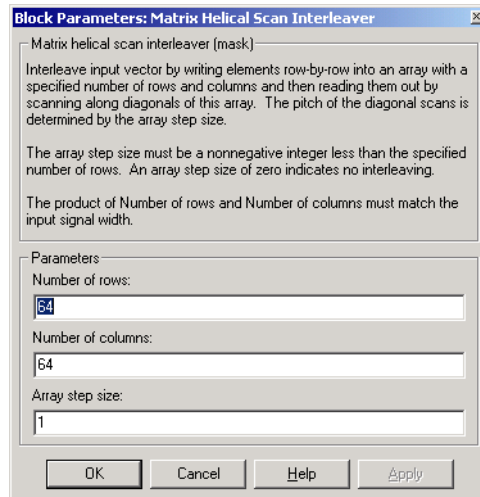 Block Parameters: Matrix Helical Scan Interleaver
Matrix helical scan interleaver (mask)
Interleave input vector by writing elements row-by-row into an array with a
specified number of rows and columns and then reading them out by
scanning along diagonals of this array. The pitch of the diagonal scans is
determined by the array step size.
The array step size must be a nonnegative integer less than the specified
number of rows. An array step size of zero indicates no interleaving.
The product of Number of rows and Number of columns must match the
input signal width.
Parameters
Number of rows:
64
Number of columns:
64
Array step size:
1
OK Cancel Help Apply